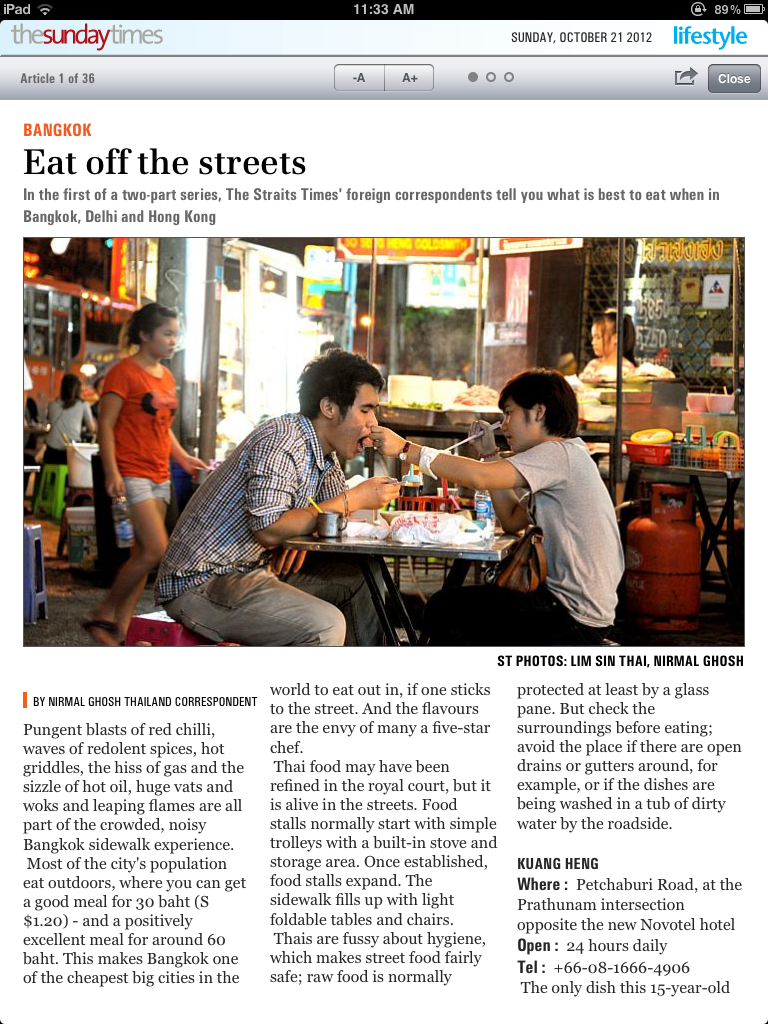 iPad
11:33 AM
89%
thesundaytimes
SUNDAY, OCTOBER 21 2012
lifestyle
Article 1 of 36
-A
A+
Close
BANGKOK
Eat off the streets
In the first of a two-part series, The Straits Times' foreign correspondents tell you what is best to eat when in
Bangkok, Delhi and Hong Kong
HENG GOLDSMITH
ST PHOTOS: LIM SIN THAI, NIRMAL GHOSH
BY NIRMAL GHOSH THAILAND CORRESPONDENT
Pungent blasts of red chilli,
waves of redolent spices, hot
griddles, the hiss of gas and the
sizzle of hot oil, huge vats and
woks and leaping flames are all
part of the crowded, noisy
Bangkok sidewalk experience.
Most of the city's population
eat outdoors, where you can get
a good meal for 30 baht (S
$1.20) - and a positively
excellent meal for around 60
baht. This makes Bangkok one
of the cheapest big cities in the
world to eat out in, if one sticks
to the street. And the flavours
are the envy of many a five-star
chef.
Thai food may have been
refined in the royal court, but it
is alive in the streets. Food
stalls normally start with simple
trolleys with a built-in stove and
storage area. Once established,
food stalls expand. The
sidewalk fills up with light
foldable tables and chairs.
Thais are fussy about hygiene,
which makes street food fairly
safe; raw food is normally
protected at least by a glass
pane. But check the
surroundings before eating;
avoid the place if there are open
drains or gutters around, for
example, or if the dishes are
being washed in a tub of dirty
water by the roadside.
KUANG HENG
Where : Petchaburi Road, at the
Prathunam intersection
opposite the new Novotel hotel
Open : 24 hours daily
Tel : +66-08-1666-4906
The only dish this 15-year-old